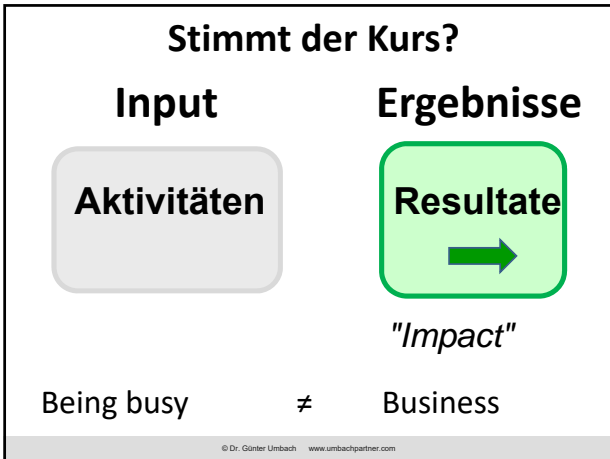 Stimmt der Kurs?
Input Ergebnisse
Aktivitäten Resultate
"Impact"
Being busy ≠ Business
© Dr. Günter Umbach www.umbachpartner.com